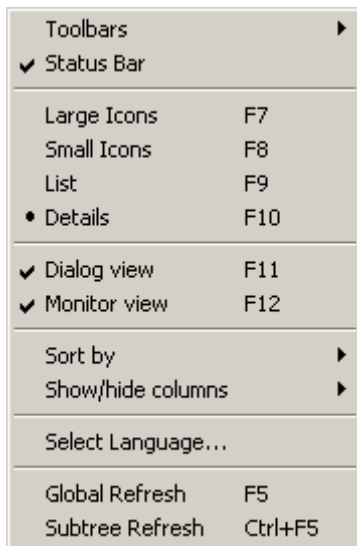 Toolbars
Status Bar
Large Icons F7
Small Icons F8
List F9
Details F10
Dialog view F11
Monitor view F12
Sort by
Show/hide columns
Select Language...
Global Refresh F5
Subtree Refresh Ctrl+F5